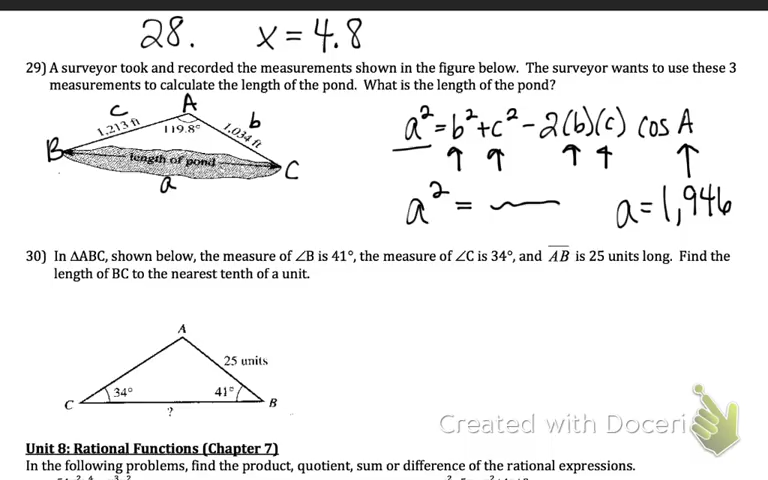 28. x = 4.8
29) A surveyor took and recorded the measurements shown in the figure below. The surveyor wants to use these 3
measurements to calculate the length of the pond. What is the length of the pond?
c A b
1,213 ft 119.8° 1,034 ft
B length of pond C
a
a² = b² + c² - 2(b)(c) cos A
a² = a = 1,946
30) In ΔABC, shown below, the measure of ∠B is 41°, the measure of ∠C is 34°, and A͞B͞ is 25 units long. Find the
length of BC to the nearest tenth of a unit.
A
25 units
34° 41°
C ? B
Created with Doceri
Unit 8: Rational Functions (Chapter 7)
In the following problems, find the product, quotient, sum or difference of the rational expressions.